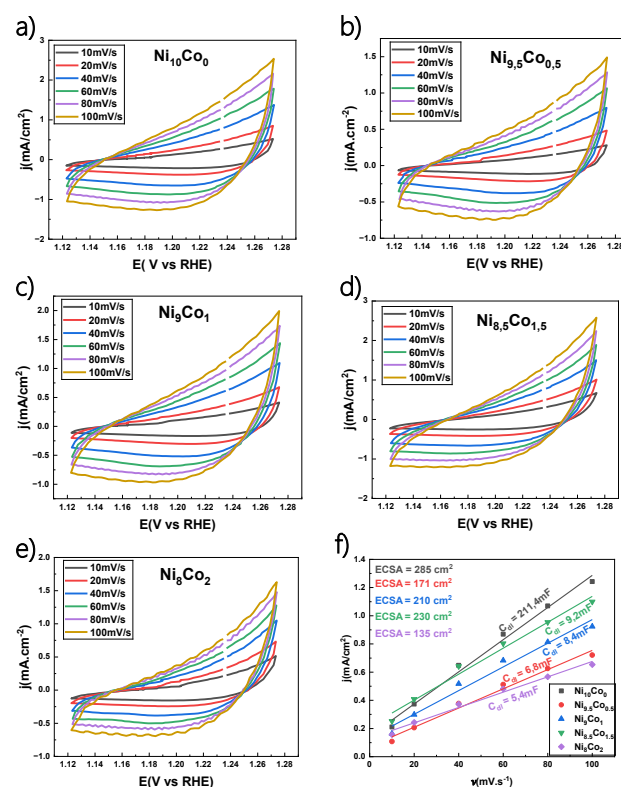 a)
Ni10Co0
10mV/s
20mV/s
40mV/s
60mV/s
80mV/s
100mV/s
j(mA/cm²)
3
2
1
0
−1
−2
1.12 1.14 1.16 1.18 1.20 1.22 1.24 1.26 1.28
E( V vs RHE)
b)
Ni9,5Co0,5
10mV/s
20mV/s
40mV/s
60mV/s
80mV/s
100mV/s
j(mA.cm⁻²)
1.5
1.0
0.5
0.0
−0.5
−1.0
1.12 1.14 1.16 1.18 1.20 1.22 1.24 1.26 1.28
E(V vs RHE)
c)
Ni9Co1
10mV/s
20mV/s
40mV/s
60mV/s
80mV/s
100mV/s
j(mA/cm²)
2.0
1.5
1.0
0.5
0.0
−0.5
−1.0
1.12 1.14 1.16 1.18 1.20 1.22 1.24 1.26 1.28
E(V vs RHE)
d)
Ni8,5Co1,5
10mV/s
20mV/s
40mV/s
60mV/s
80mV/s
100mV/s
j(mA/cm²)
3
2
1
0
−1
−2
1.12 1.14 1.16 1.18 1.20 1.22 1.24 1.26 1.28
E(V vs RHE)
e)
Ni8Co2
10mV/s
20mV/s
40mV/s
60mV/s
80mV/s
100mV/s
j(mA/cm²)
2.0
1.5
1.0
0.5
0.0
−0.5
−1.0
1.12 1.14 1.16 1.18 1.20 1.22 1.24 1.26 1.28
E(V vs RHE)
f)
ECSA = 285 cm²
ECSA = 171 cm²
ECSA = 210 cm²
ECSA = 230 cm²
ECSA = 135 cm²
Cdl = 211,4mF
Cdl = 9,2mF
Cdl = 8,4mF
Cdl = 6,8mF
Cdl = 5,4mF
Ni10Co0
Ni9.5Co0.5
Ni9Co1
Ni8.5Co1.5
Ni8Co2
j(mA/cm²)
1.4
1.2
1.0
0.8
0.6
0.4
0.2
0.0
0 20 40 60 80 100
ν(mV.s⁻¹)